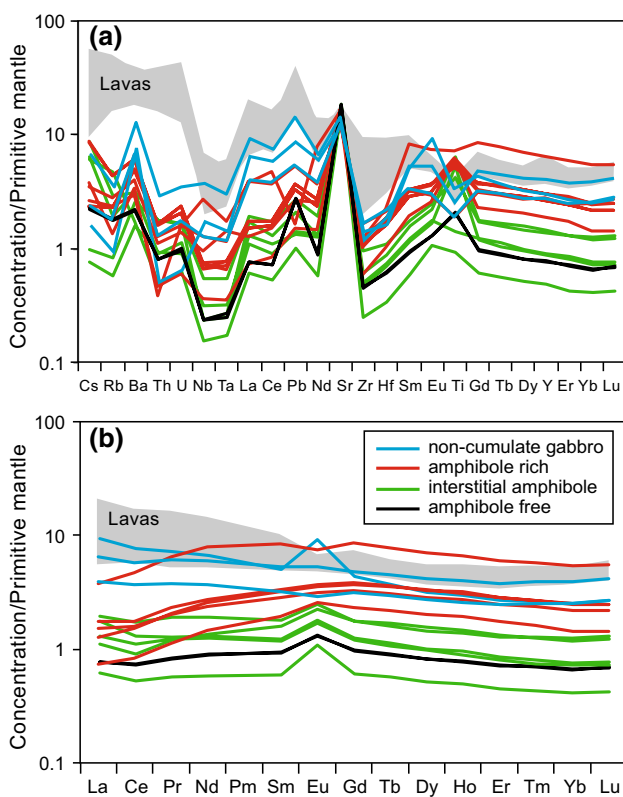 (a)
100
10
1
0.1
Concentration/Primitive mantle
Lavas
Cs Rb Ba Th U Nb Ta La Ce Pb Nd Sr Zr Hf Sm Eu Ti Gd Tb Dy Y Er Yb Lu
(b)
100
10
1
0.1
Concentration/Primitive mantle
Lavas
non-cumulate gabbro
amphibole rich
interstitial amphibole
amphibole free
La Ce Pr Nd Pm Sm Eu Gd Tb Dy Ho Er Tm Yb Lu